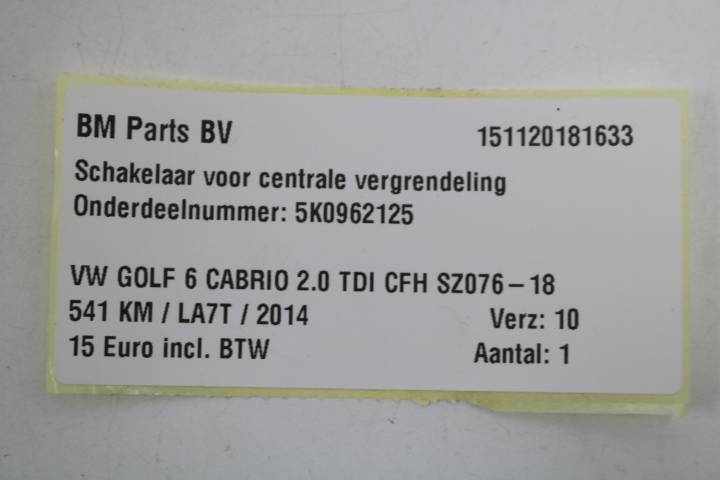 BM Parts BV 151120181633
Schakelaar voor centrale vergrendeling
Onderdeelnummer: 5K0962125
VW GOLF 6 CABRIO 2.0 TDI CFH SZ076-18
541 KM / LA7T / 2014 Verz: 10
15 Euro incl. BTW Aantal: 1